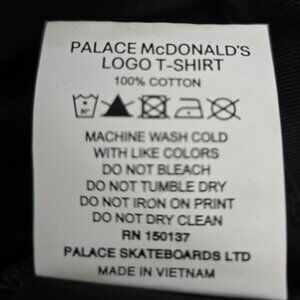 PALACE McDONALD'S
LOGO T-SHIRT
100% COTTON
30°
MACHINE WASH COLD
WITH LIKE COLORS
DO NOT BLEACH
DO NOT TUMBLE DRY
DO NOT IRON ON PRINT
DO NOT DRY CLEAN
RN 150137
PALACE SKATEBOARDS LTD
MADE IN VIETNAM